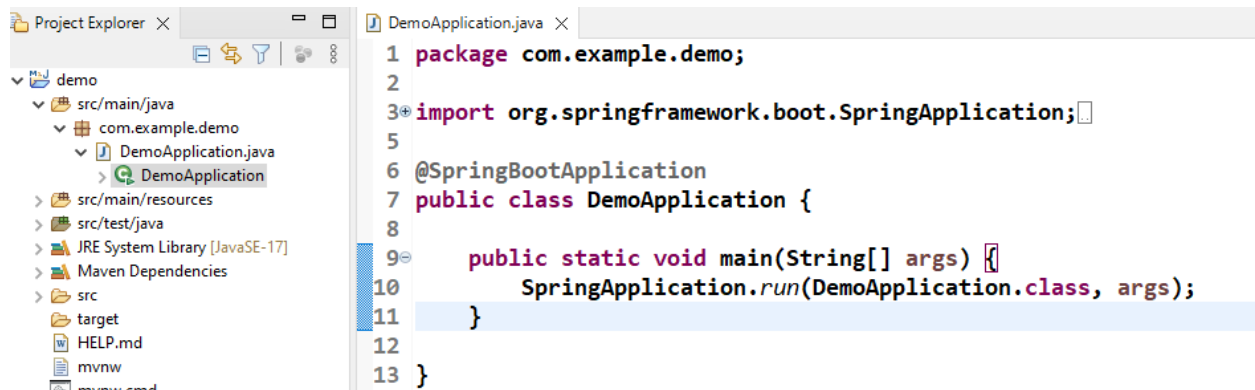 Project Explorer
demo
src/main/java
com.example.demo
DemoApplication.java
DemoApplication
src/main/resources
src/test/java
JRE System Library [JavaSE-17]
Maven Dependencies
src
target
HELP.md
mvnw
mvnw.cmd
DemoApplication.java
1 package com.example.demo;
2
3 import org.springframework.boot.SpringApplication;
5
6 @SpringBootApplication
7 public class DemoApplication {
8
9 public static void main(String[] args) {
10 SpringApplication.run(DemoApplication.class, args);
11 }
12
13 }